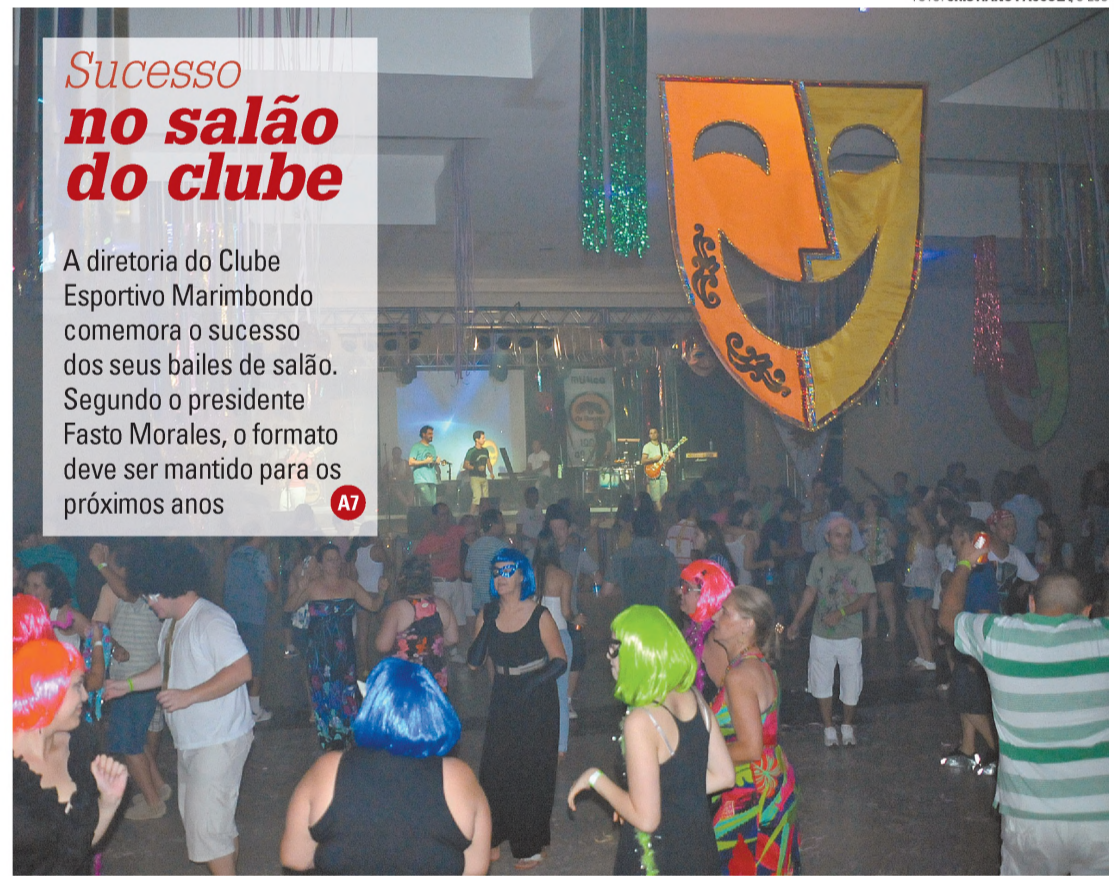 Sucesso
no salão
do clube
A diretoria do Clube
Esportivo Marimbondo
comemora o sucesso
dos seus bailes de salão.
Segundo o presidente
Fasto Morales, o formato
deve ser mantido para os
próximos anos
A7